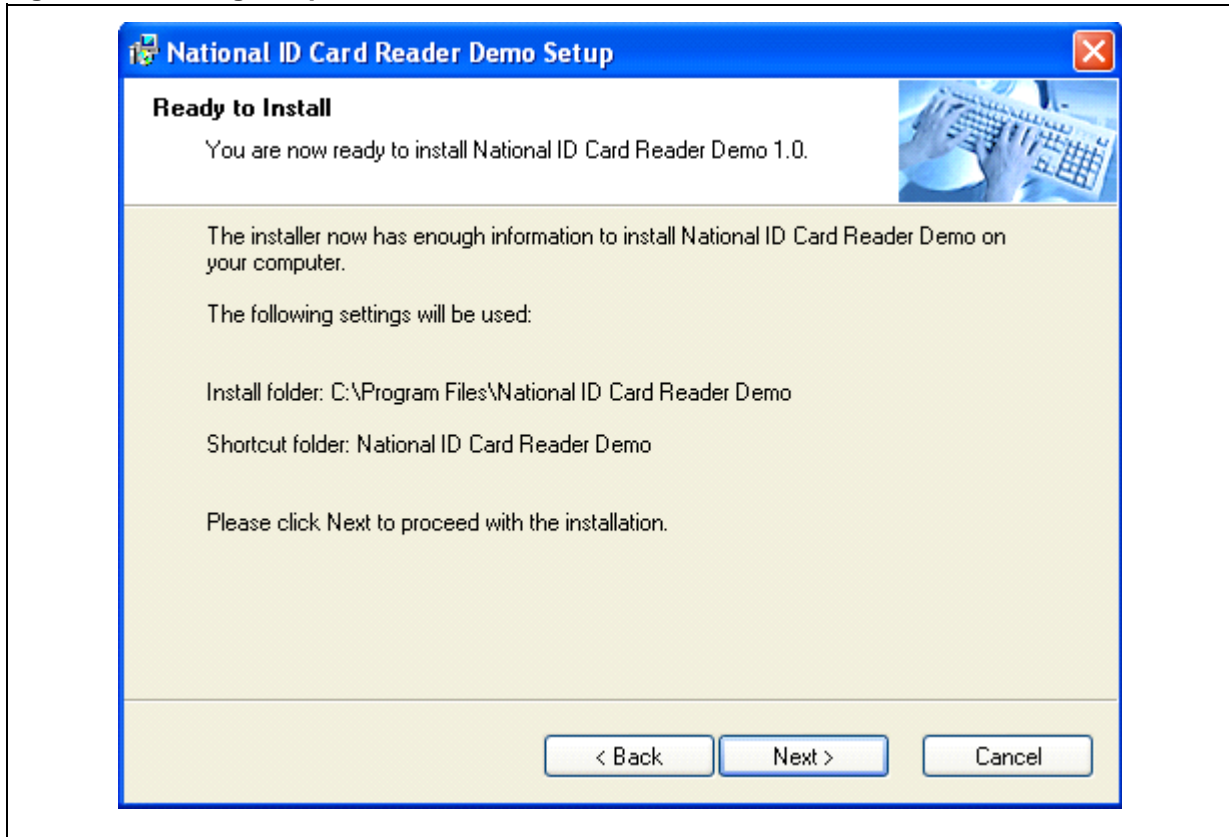 National ID Card Reader Demo Setup
Ready to Install
You are now ready to install National ID Card Reader Demo 1.0.
The installer now has enough information to install National ID Card Reader Demo on
your computer.
The following settings will be used:
Install folder: C:\Program Files\National ID Card Reader Demo
Shortcut folder: National ID Card Reader Demo
Please click Next to proceed with the installation.
< Back
Next >
Cancel